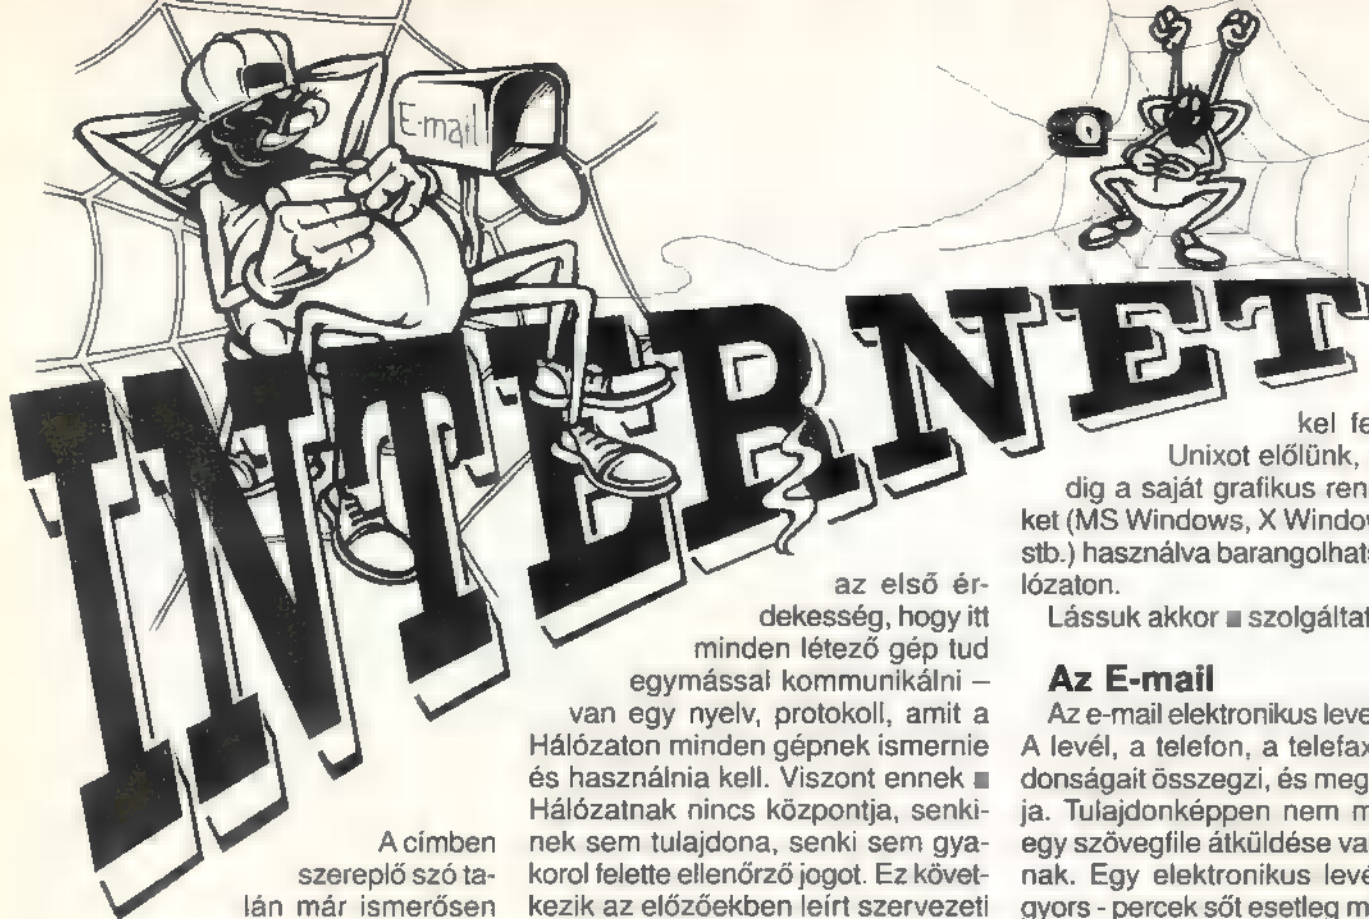 E-mail
INTERNET
A címben
szereplő szó ta-
lán már ismerősen
az első ér-
dekesség, hogy itt
minden létező gép tud
egymással kommunikálni –
van egy nyelv, protokoll, amit a
Hálózaton minden gépnek ismernie
és használnia kell. Viszont ennek
Hálózatnak nincs központja, senki-
nek sem tulajdona, senki sem gya-
korol felette ellenőrző jogot. Ez követ-
kezik az előzőekben leírt szervezeti
kel fe
Unixot előlünk,
dig a saját grafikus ren
ket (MS Windows, X Windo
stb.) használva barangolhat
lózaton.
Lássuk akkor szolgáltat
Az E-mail
Az e-mail elektronikus leve
A levél, a telefon, a telefax
donságait összegzi, és meg
ja. Tulajdonképpen nem m
egy szövegfile átküldése va
nak. Egy elektronikus levé
gyors - percek sőt esetleg m